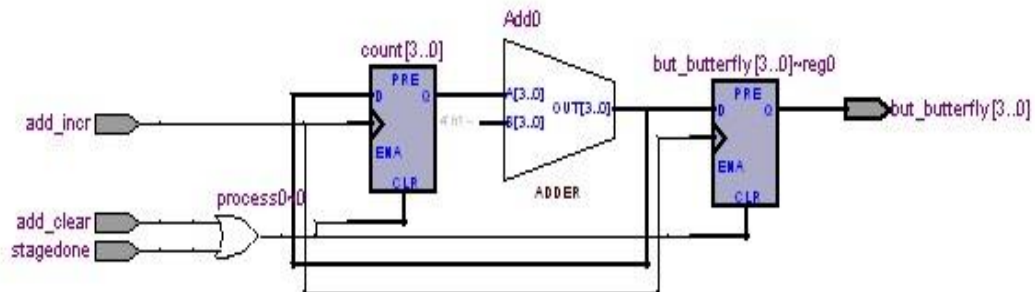 Add0
count[3..0]
but_butterfly[3..0]~reg0
PRE
D Q
ENA
CLR
A[3..0]
B[3..0]
OUT[3..0]
ADDER
PRE
D Q
ENA
CLR
but_butterfly[3..0]
add_incr
process0~0
add_clear
stagedone